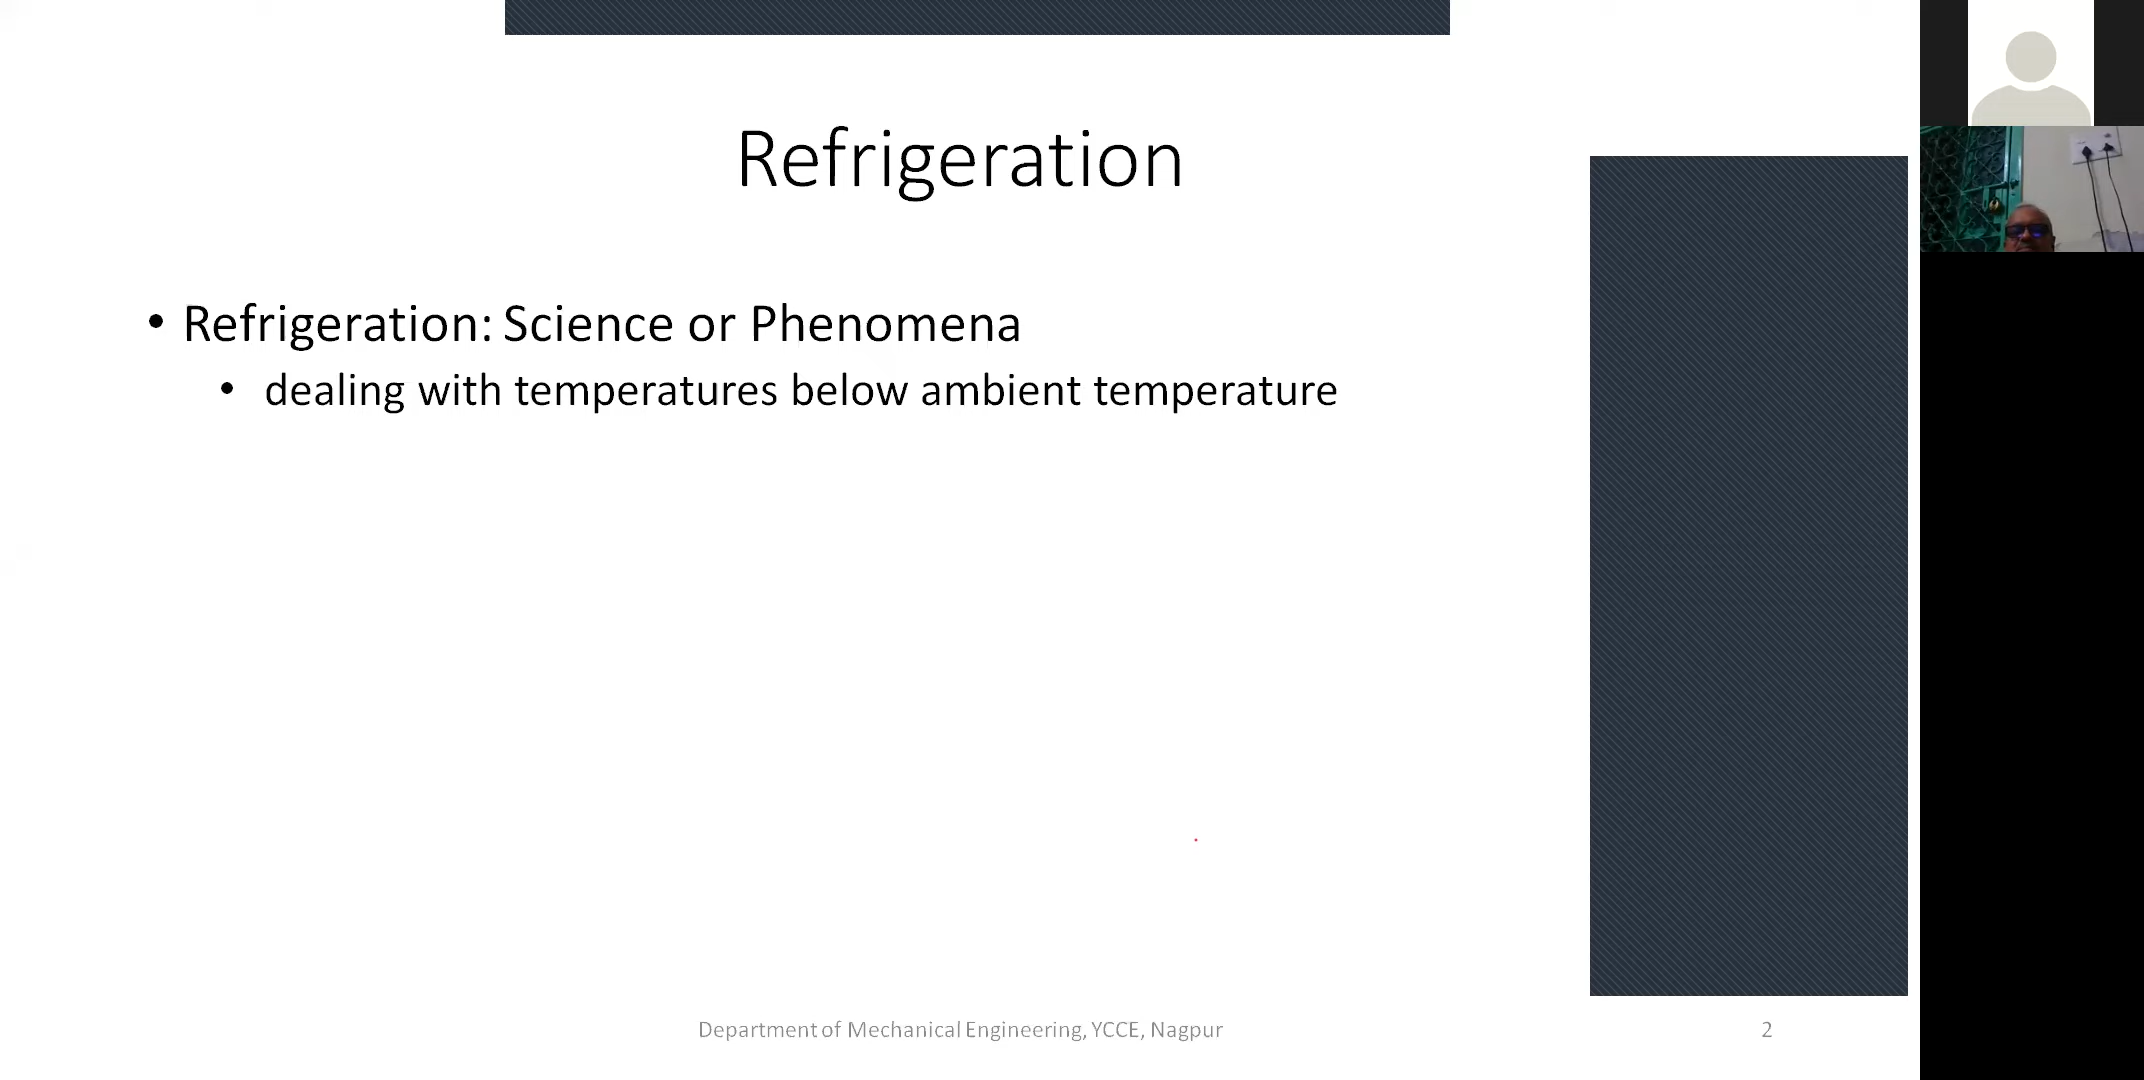 Refrigeration
• Refrigeration: Science or Phenomena
• dealing with temperatures below ambient temperature
Department of Mechanical Engineering, YCCE, Nagpur
2